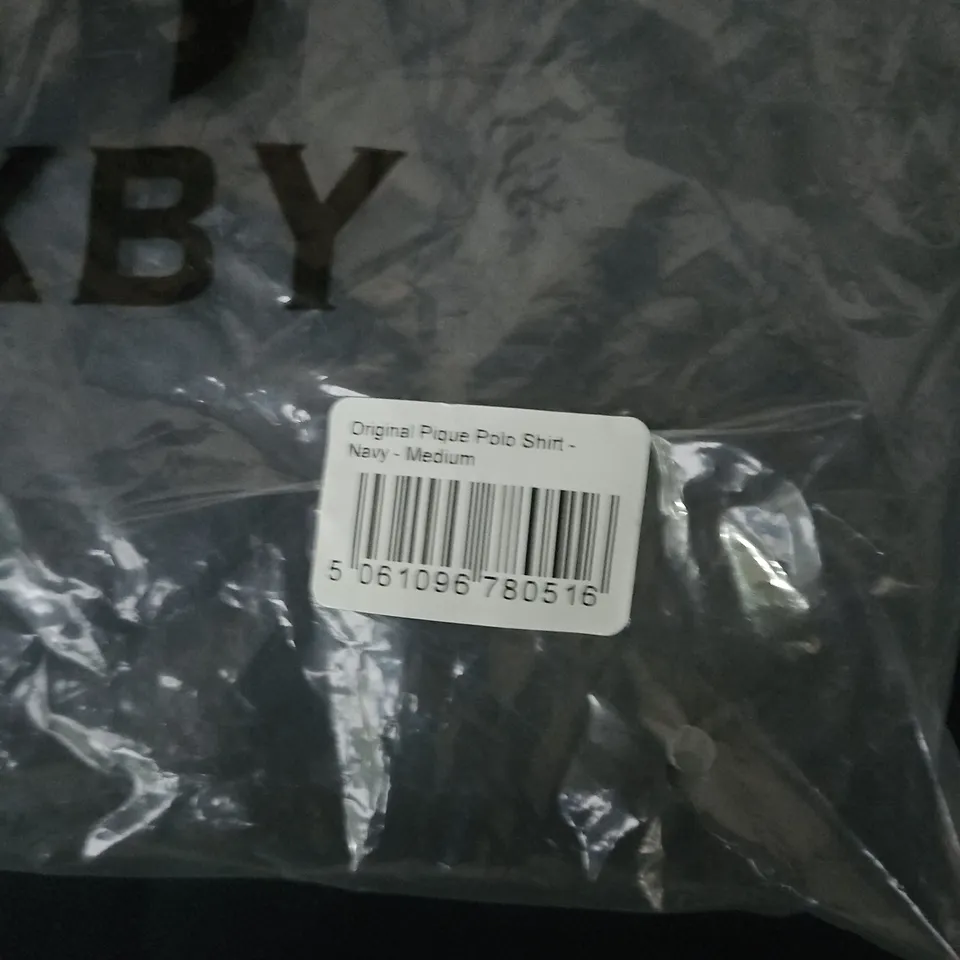 KBY
Original Pique Polo Shirt -
Navy - Medium
5 061096 780516